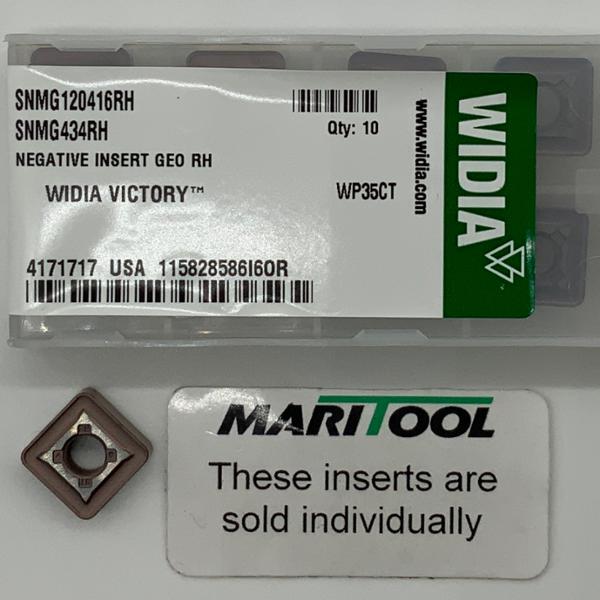 SNMG120416RH
SNMG434RH
Qty: 10
NEGATIVE INSERT GEO RH
WIDIA VICTORY™
WP35CT
4171717 USA 115828586I6OR
www.widia.com
WIDIA
MARITOOL
These inserts are
sold individually